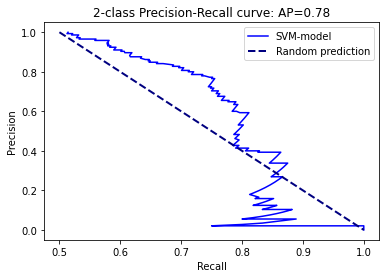 2-class Precision-Recall curve: AP=0.78
SVM-model
Random prediction
Precision
1.0
0.8
0.6
0.4
0.2
0.0
0.5 0.6 0.7 0.8 0.9 1.0
Recall